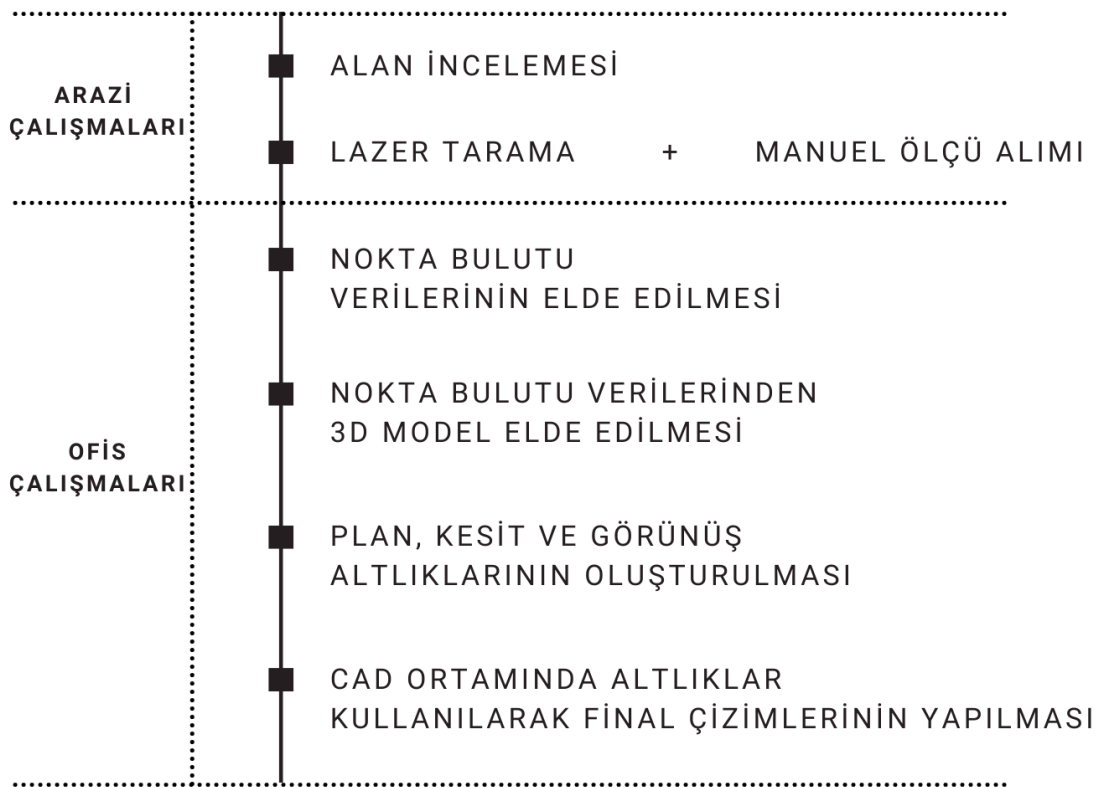 ARAZİ
ÇALIŞMALARI
ALAN İNCELEMESİ
LAZER TARAMA + MANUEL ÖLÇÜ ALIMI
OFİS
ÇALIŞMALARI
NOKTA BULUTU
VERİLERİNİN ELDE EDİLMESİ
NOKTA BULUTU VERİLERİNDEN
3D MODEL ELDE EDİLMESİ
PLAN, KESİT VE GÖRÜNÜŞ
ALTLIKLARININ OLUŞTURULMASI
CAD ORTAMINDA ALTLIKLAR
KULLANILARAK FİNAL ÇİZİMLERİNİN YAPILMASI